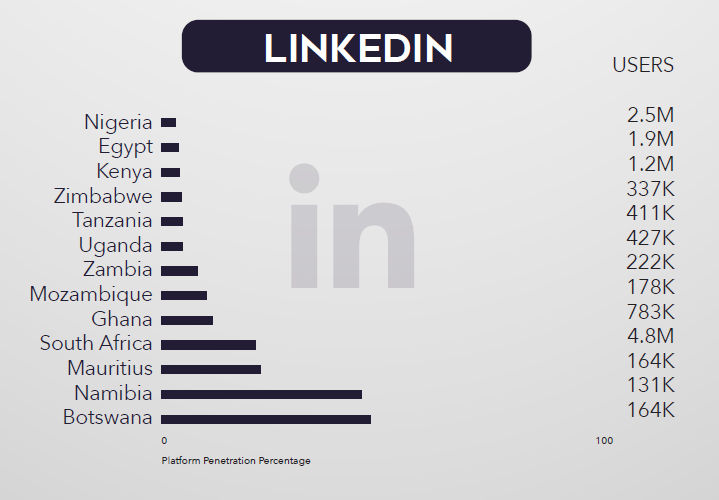 LINKEDIN
USERS
Nigeria 2.5M
Egypt 1.9M
Kenya 1.2M
Zimbabwe 337K
Tanzania 411K
Uganda 427K
Zambia 222K
Mozambique 178K
Ghana 783K
South Africa 4.8M
Mauritius 164K
Namibia 131K
Botswana 164K
0 100
Platform Penetration Percentage
in